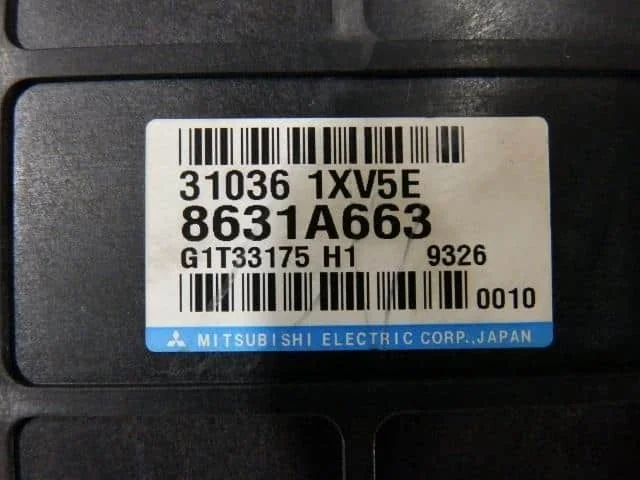 31036 1XV5E
8631A663
G1T33175 H1 9326
0010
MITSUBISHI ELECTRIC CORP.,JAPAN